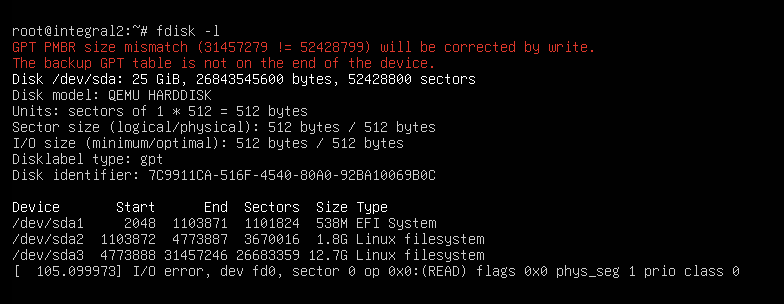 root@integral2:~# fdisk -l
GPT PMBR size mismatch (31457279 != 52428799) will be corrected by write.
The backup GPT table is not on the end of the device.
Disk /dev/sda: 25 GiB, 26843545600 bytes, 52428800 sectors
Disk model: QEMU HARDDISK
Units: sectors of 1 * 512 = 512 bytes
Sector size (logical/physical): 512 bytes / 512 bytes
I/O size (minimum/optimal): 512 bytes / 512 bytes
Disklabel type: gpt
Disk identifier: 7C9911CA-516F-4540-80A0-92BA10069B0C
Device       Start      End  Sectors  Size Type
/dev/sda1     2048  1103871  1101824  538M EFI System
/dev/sda2  1103872  4773887  3670016  1.8G Linux filesystem
/dev/sda3  4773888 31457246 26683359 12.7G Linux filesystem
[  105.099973] I/O error, dev fd0, sector 0 op 0x0:(READ) flags 0x0 phys_seg 1 prio class 0